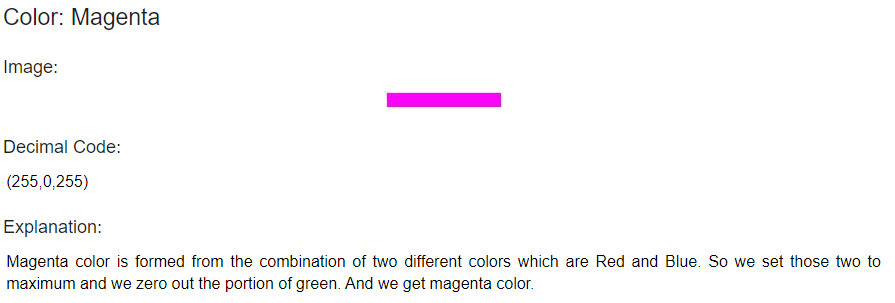 Color: Magenta
Image:
Decimal Code:
(255,0,255)
Explanation:
Magenta color is formed from the combination of two different colors which are Red and Blue. So we set those two to
maximum and we zero out the portion of green. And we get magenta color.